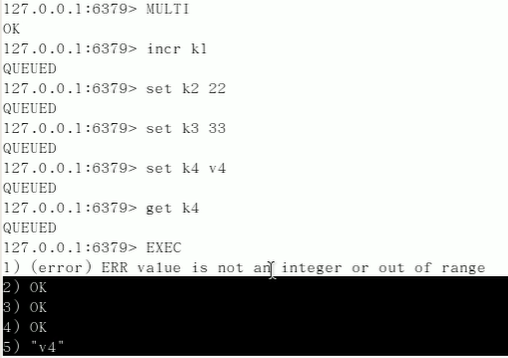 127.0.0.1:6379> MULTI
OK
127.0.0.1:6379> incr k1
QUEUED
127.0.0.1:6379> set k2 22
QUEUED
127.0.0.1:6379> set k3 33
QUEUED
127.0.0.1:6379> set k4 v4
QUEUED
127.0.0.1:6379> get k4
QUEUED
127.0.0.1:6379> EXEC
1) (error) ERR value is not an integer or out of range
2) OK
3) OK
4) OK
5) "v4"